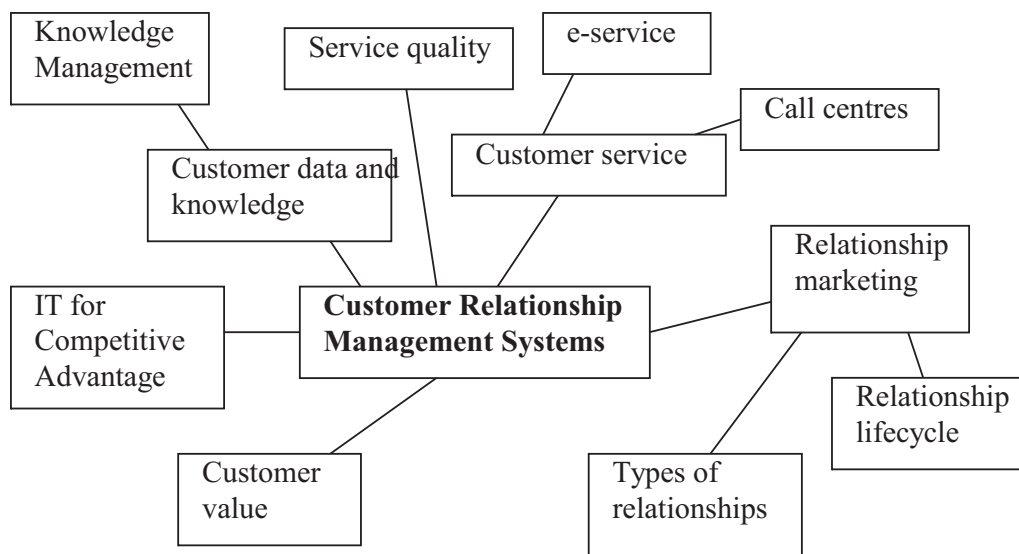 Knowledge
Management
Service quality
e-service
Call centres
Customer data and
knowledge
Customer service
Relationship
marketing
IT for
Competitive
Advantage
Customer Relationship
Management Systems
Relationship
lifecycle
Customer
value
Types of
relationships